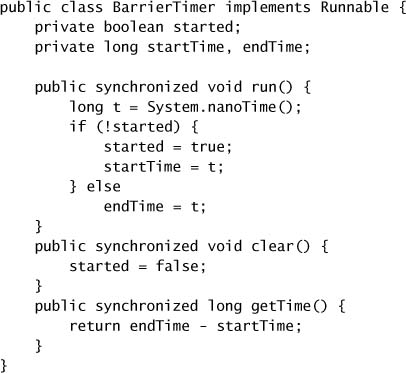 public class BarrierTimer implements Runnable {
    private boolean started;
    private long startTime, endTime;

    public synchronized void run() {
        long t = System.nanoTime();
        if (!started) {
            started = true;
            startTime = t;
        } else
            endTime = t;
    }
    public synchronized void clear() {
        started = false;
    }
    public synchronized long getTime() {
        return endTime - startTime;
    }
}